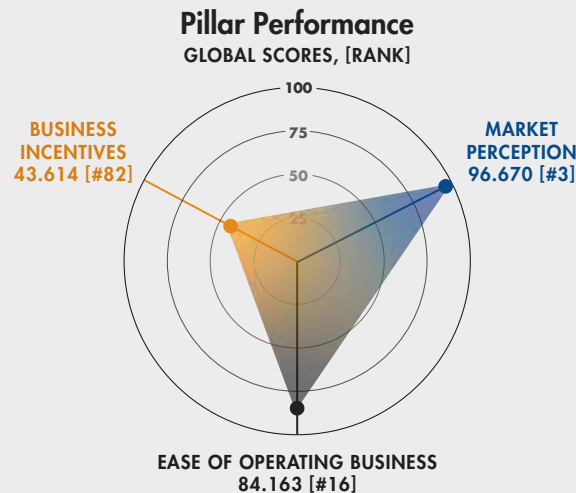 Pillar Performance
GLOBAL SCORES, [RANK]
100
75
50
25
BUSINESS
INCENTIVES
43.614 [#82]
MARKET
PERCEPTION
96.670 [#3]
EASE OF OPERATING BUSINESS
84.163 [#16]